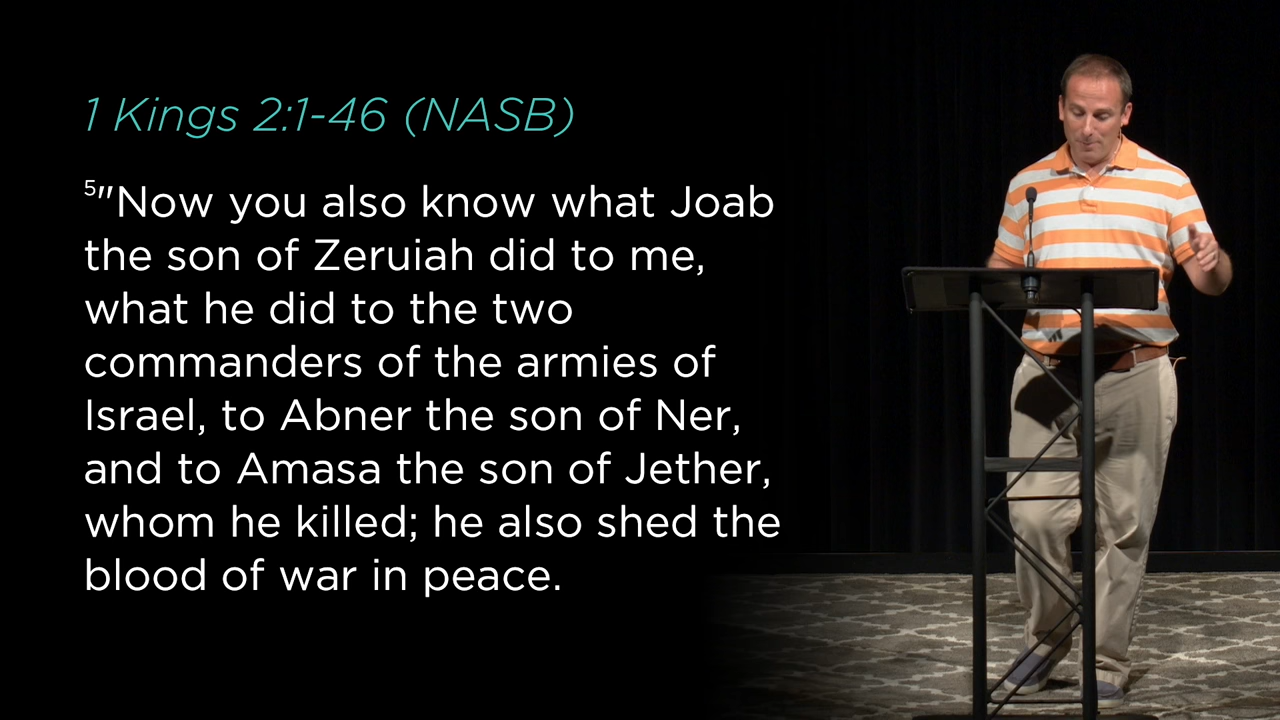 1 Kings 2:1-46 (NASB)
5"Now you also know what Joab
the son of Zeruiah did to me,
what he did to the two
commanders of the armies of
Israel, to Abner the son of Ner,
and to Amasa the son of Jether,
whom he killed; he also shed the
blood of war in peace.